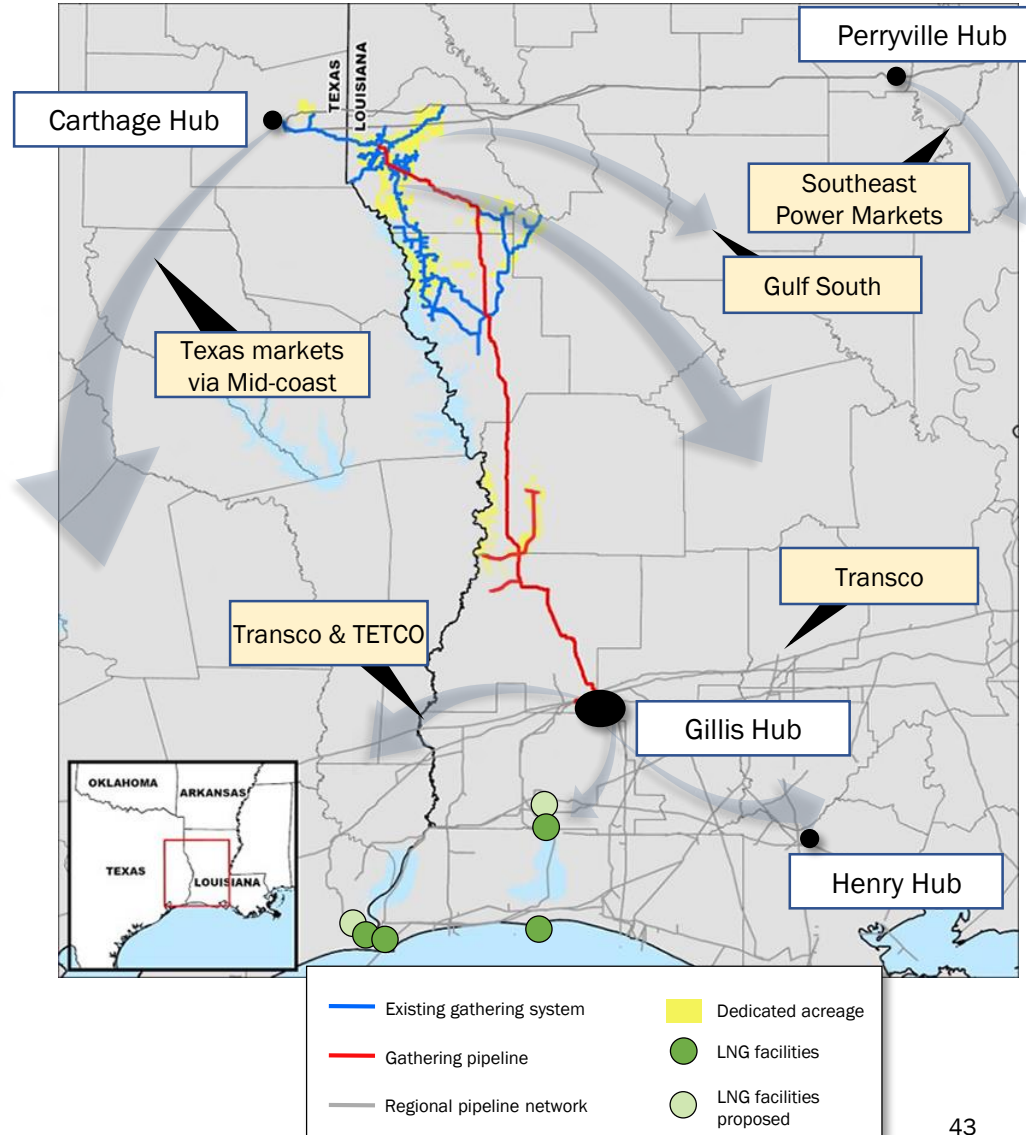 Perryville Hub
TEXAS
LOUISIANA
Carthage Hub
Southeast
Power Markets
Gulf South
Texas markets
via Mid-coast
Transco
Transco & TETCO
Gillis Hub
OKLAHOMA
ARKANSAS
TEXAS
LOUISIANA
Henry Hub
Existing gathering system
Dedicated acreage
Gathering pipeline
LNG facilities
Regional pipeline network
LNG facilities
proposed
43